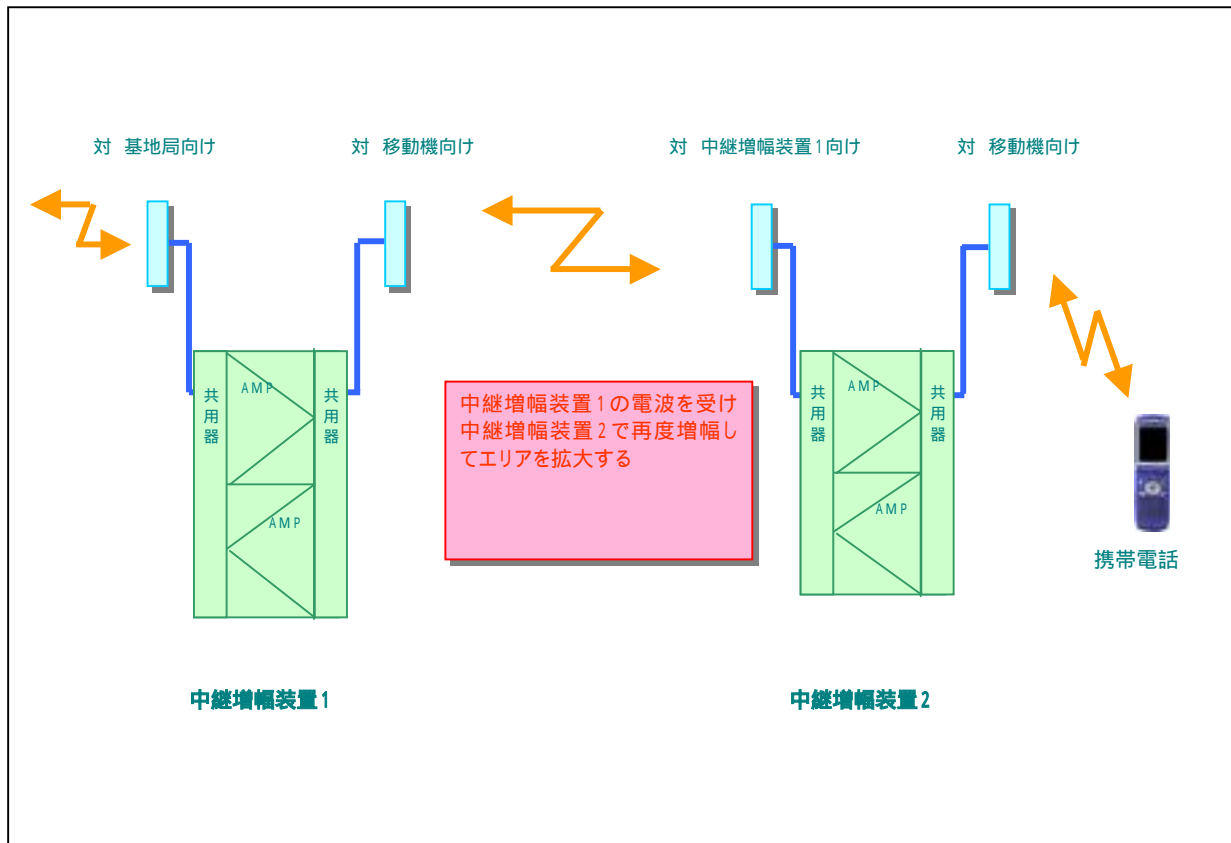 対 基地局向け
対 移動機向け
対 中継増幅装置1向け
対 移動機向け
共用器
AMP
AMP
共用器
中継増幅装置1の電波を受け
中継増幅装置2で再度増幅し
てエリアを拡大する
共用器
AMP
AMP
共用器
携帯電話
中継増幅装置1
中継増幅装置2